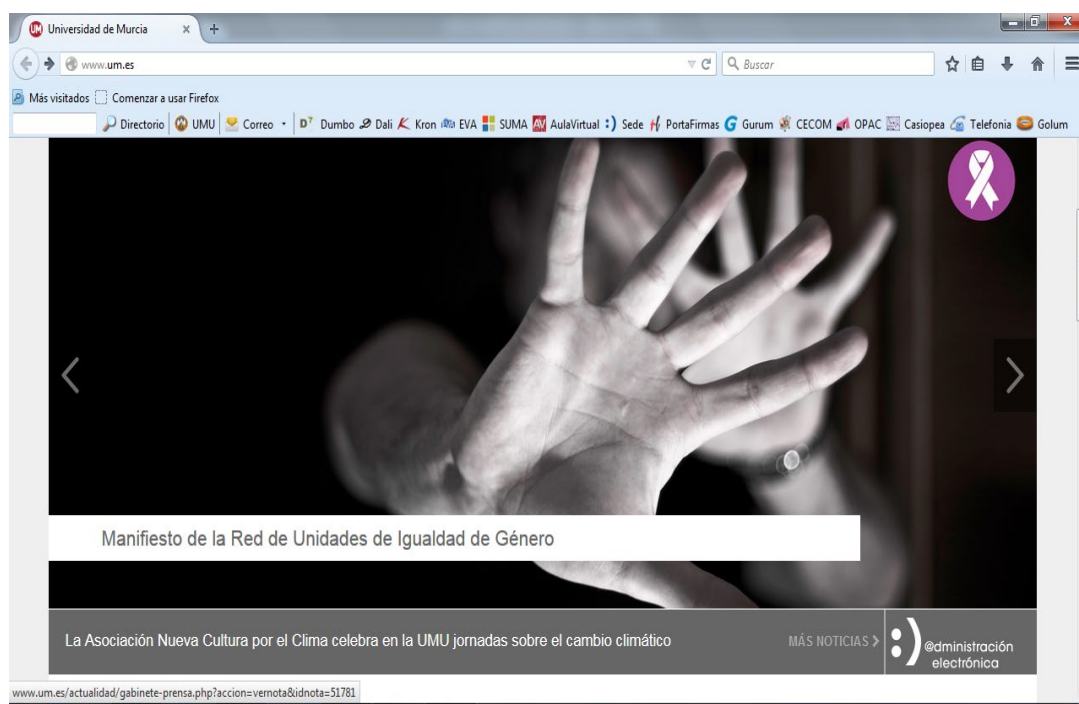 UM Universidad de Murcia
www.um.es
Buscar
Más visitados Comenzar a usar Firefox
Directorio UMU Correo D7 Dumbo Dali Kron EVA SUMA AulaVirtual :) Sede PortaFirmas Gurum CECOM OPAC Casiopea Telefonia Golum
Manifiesto de la Red de Unidades de Igualdad de Género
La Asociación Nueva Cultura por el Clima celebra en la UMU jornadas sobre el cambio climático
MÁS NOTICIAS >
:) @dministración
electrónica
www.um.es/actualidad/gabinete-prensa.php?accion=vernota&idnota=51781